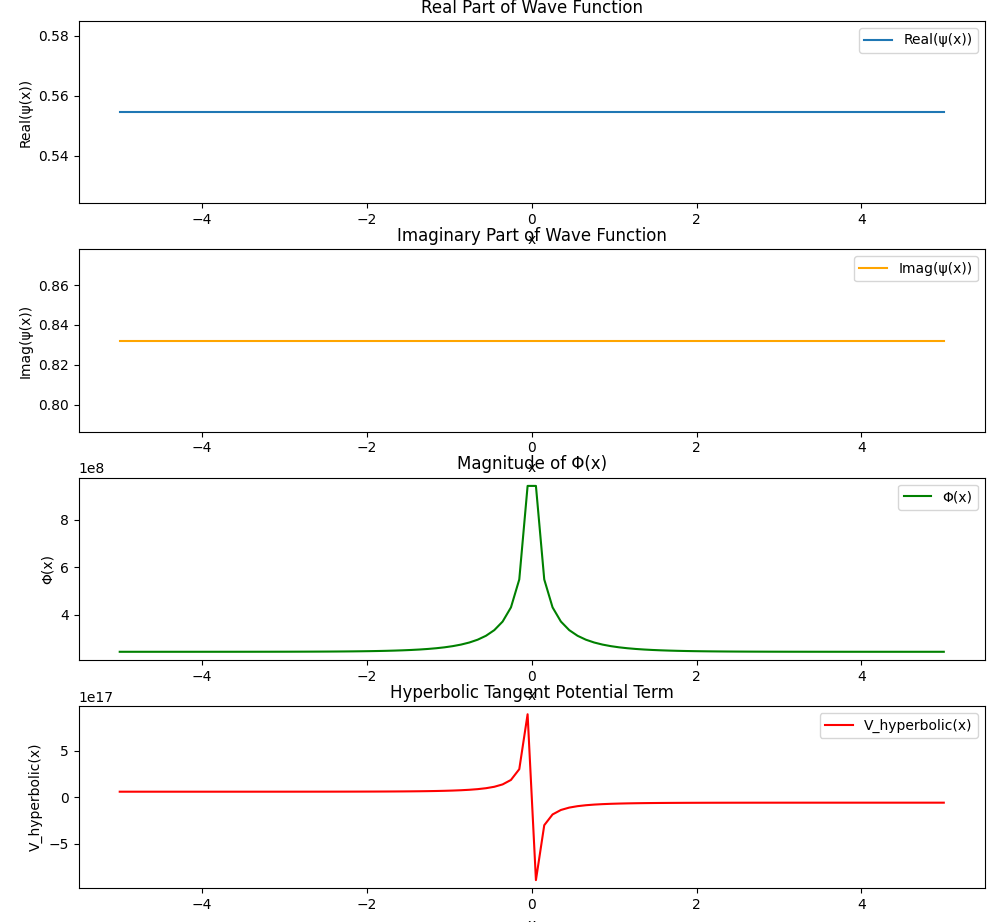 Real Part of Wave Function
0.58
0.56
0.54
Real(ψ(x))
Real(ψ(x))
−4 −2 0 2 4
x
Imaginary Part of Wave Function
0.86
0.84
0.82
0.80
Imag(ψ(x))
Imag(ψ(x))
−4 −2 0 2 4
x
Magnitude of Φ(x)
1e8
8
6
4
Φ(x)
Φ(x)
−4 −2 0 2 4
x
Hyperbolic Tangent Potential Term
1e17
5
0
−5
V_hyperbolic(x)
V_hyperbolic(x)
−4 −2 0 2 4